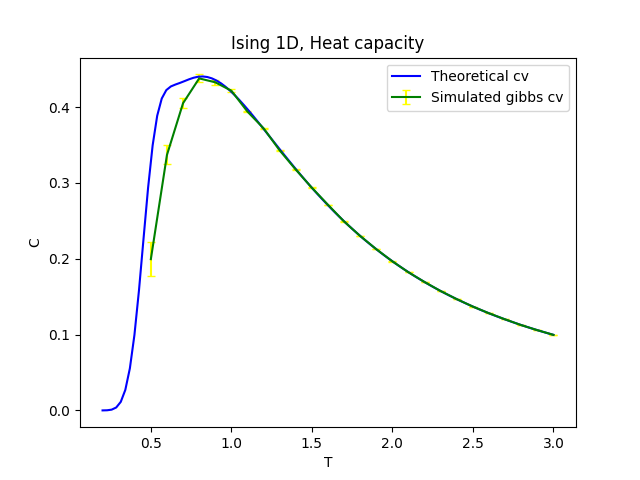 Ising 1D, Heat capacity
Theoretical cv
Simulated gibbs cv
C
0.4
0.3
0.2
0.1
0.0
0.5 1.0 1.5 2.0 2.5 3.0
T